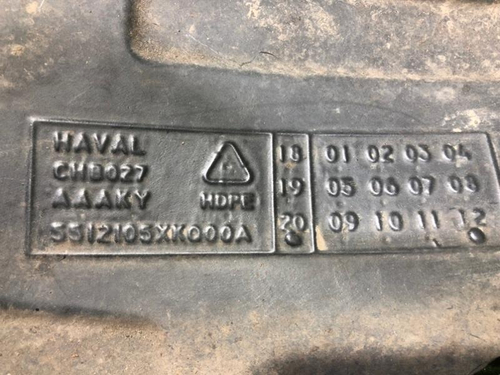 HAVAL
CHB027
AAAKY
HDPE
5512105XKQ00A
18
19
20
01 02 03 04
05 06 07 08
09 10 11 12